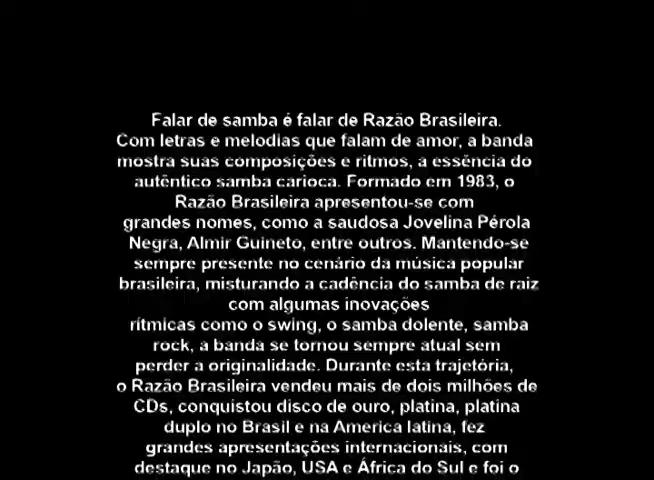 Falar de samba é falar de Razão Brasileira.
Com letras e melodias que falam de amor, a banda
mostra suas composições e ritmos, a essência do
autêntico samba carioca. Formado em 1983, o
Razão Brasileira apresentou-se com
grandes nomes, como a saudosa Jovelina Pérola
Negra, Almir Guineto, entre outros. Mantendo-se
sempre presente no cenário da música popular
brasileira, misturando a cadência do samba de raiz
com algumas inovações
rítmicas como o swing, o samba dolente, samba
rock, a banda se tornou sempre atual sem
perder a originalidade. Durante esta trajetória,
o Razão Brasileira vendeu mais de dois milhões de
CDs, conquistou disco de ouro, platina, platina
duplo no Brasil e na America latina, fez
grandes apresentações internacionais, com
destaque no Japão, USA e África do Sul e foi o